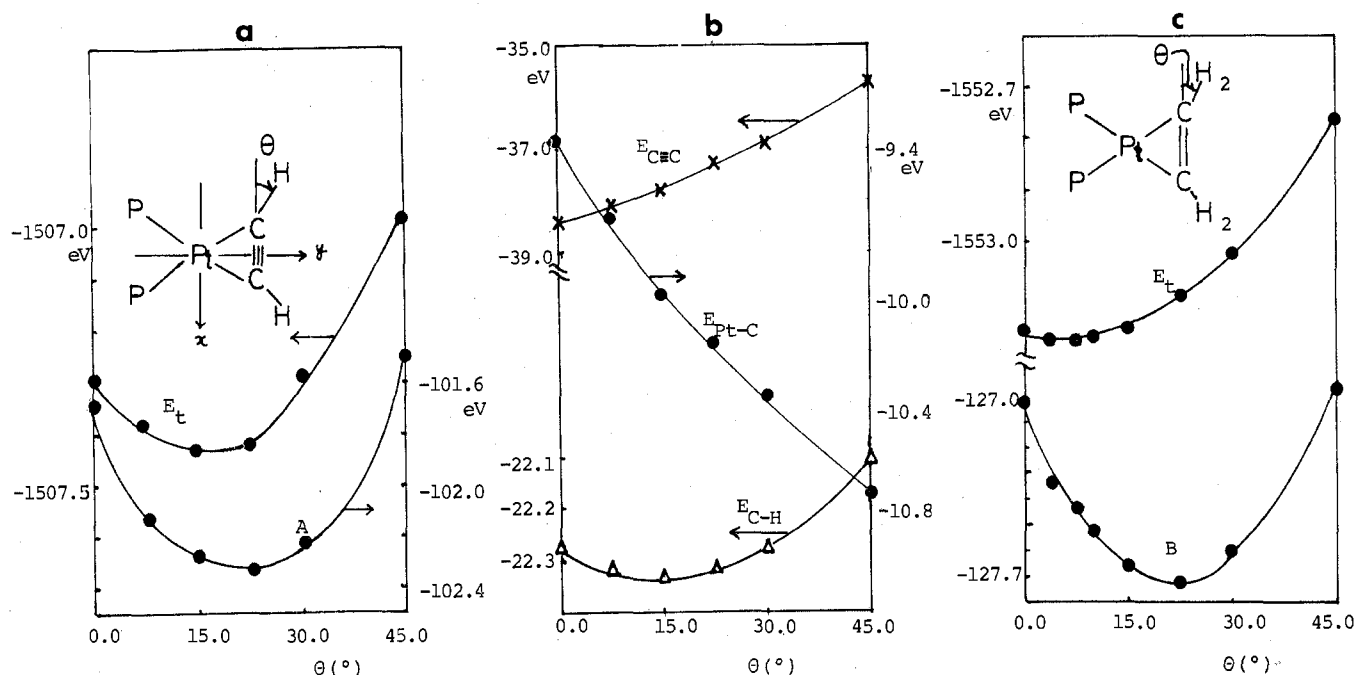 a
b
c
-1507.0
eV
-1507.5
θ
H
P
Pt
C
C
P
H
y
x
E_t
A
-101.6
eV
-102.0
-102.4
0.0
15.0
30.0
45.0
θ(°)
-35.0
eV
-37.0
-39.0
-22.1
-22.2
-22.3
E_C≡C
E_Pt-C
E_C-H
-9.4
eV
-10.0
-10.4
-10.8
0.0
15.0
30.0
45.0
θ(°)
-1552.7
eV
-1553.0
-127.0
-127.7
θ
H2
P
C
Pt
P
C
H2
E_t
B
0.0
15.0
30.0
45.0
θ(°)